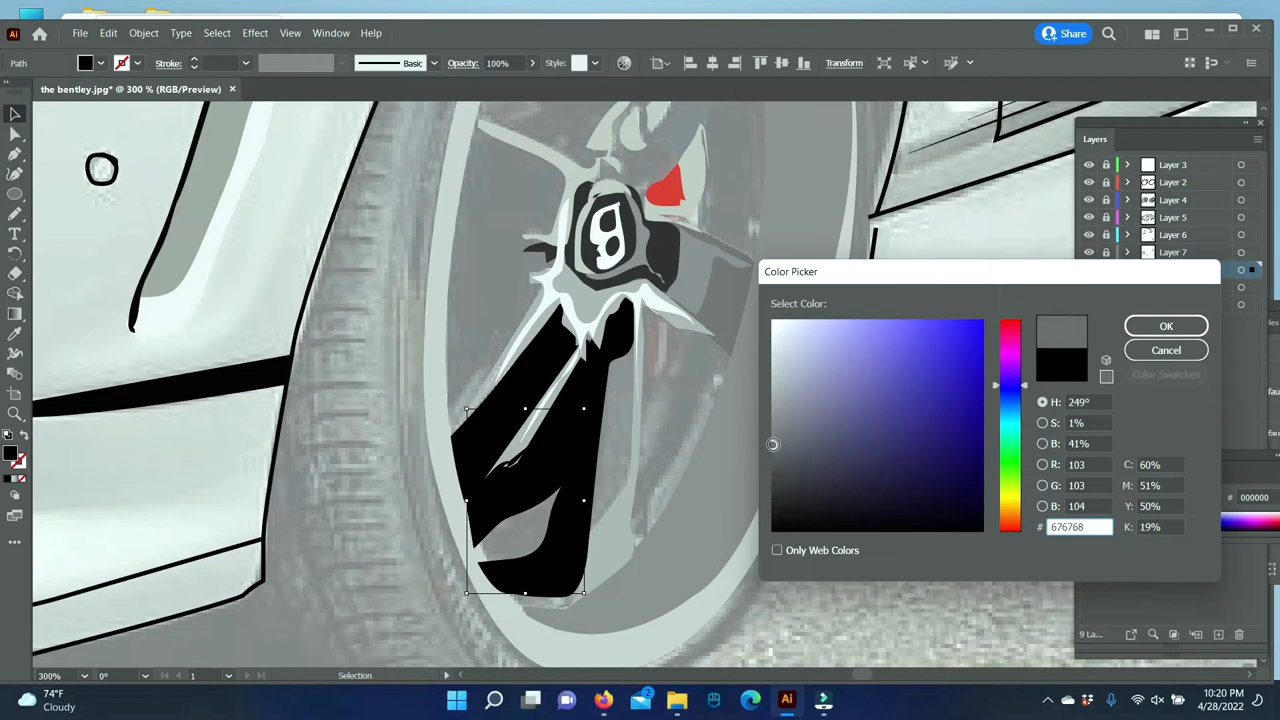 Ai File Edit Object Type Select Effect View Window Help Share
Path Stroke: Basic Opacity: 100% Style: Transform
the bentley.jpg* @ 300 % (RGB/Preview)
Layers
Layer 3
Layer 2
Layer 4
Layer 5
Layer 6
Layer 7
Color Picker
Select Color:
OK
Cancel
Color Swatches
H: 249°
S: 1%
B: 41%
R: 103 C: 60%
G: 103 M: 51%
B: 104 Y: 50%
# 676768 K: 19%
# 000000
Only Web Colors
9 La...
300% 0° 1 Selection
74°F
Cloudy
2
Ai
10:20 PM
4/28/2022